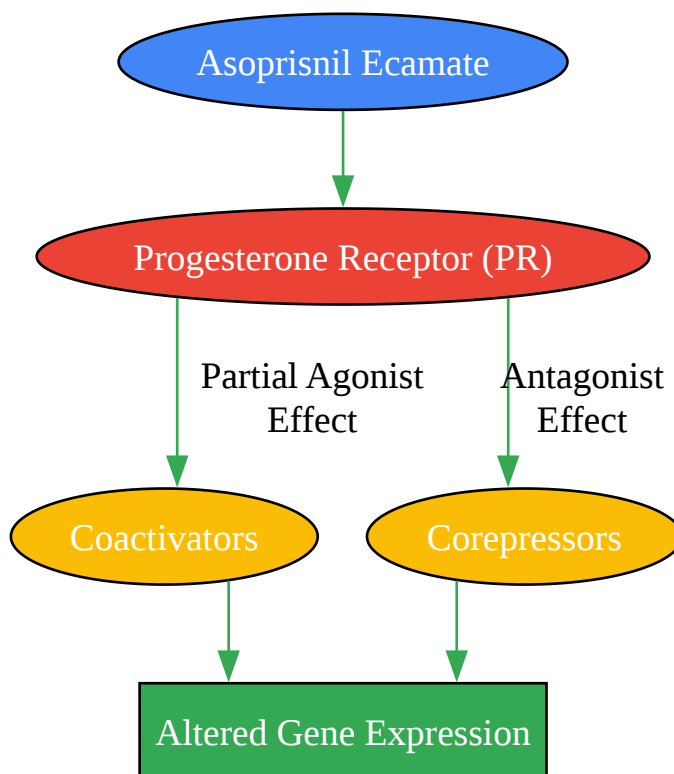 Asoprisnil Ecamate
Progesterone Receptor (PR)
Partial Agonist
Effect
Antagonist
Effect
Coactivators
Corepressors
Altered Gene Expression